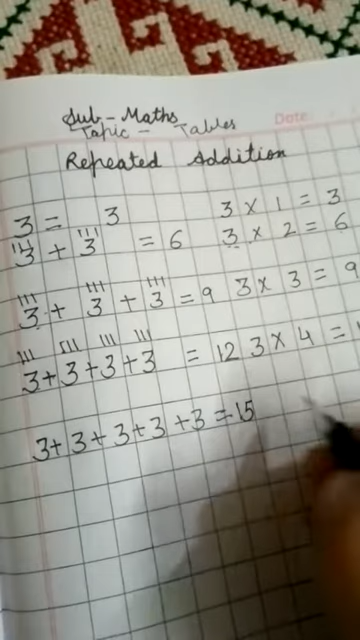 Sub - Maths
Date:
Topic - Tables
Repeated Addition
3 = 3 3 x 1 = 3
3 + 3 = 6 3 x 2 = 6
3 + 3 + 3 = 9 3 x 3 = 9
3+3+3+3 = 12 3 x 4 =
3+3+3+3+3=15